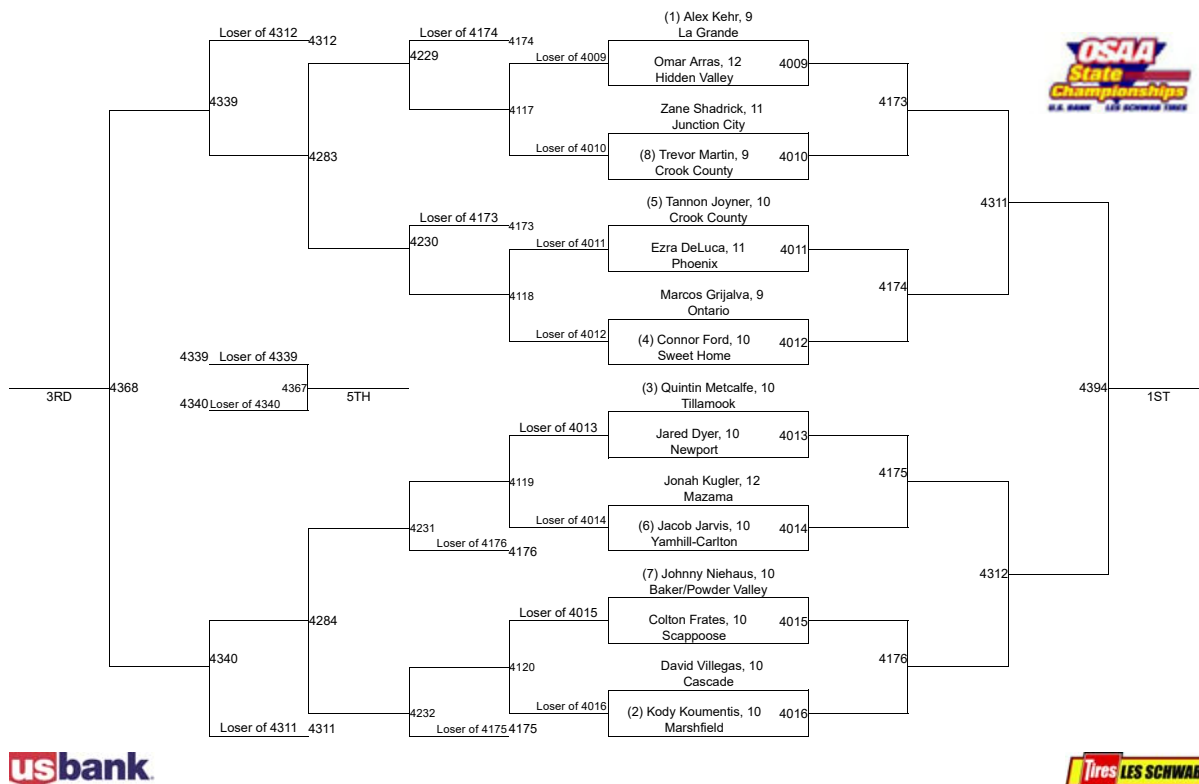 (1) Alex Kehr, 9
La Grande
Loser of 4312
4312
Loser of 4174
4174
4229
Loser of 4009
Omar Arras, 12
4009
Hidden Valley
OSAA
State
Championships
U.S. BANK LES SCHWAB TIRES
4339
4117
4173
Zane Shadrick, 11
Junction City
4283
Loser of 4010
(8) Trevor Martin, 9
4010
Crook County
(5) Tannon Joyner, 10
Crook County
4311
Loser of 4173
4173
4230
Loser of 4011
Ezra DeLuca, 11
4011
Phoenix
4118
4174
Marcos Grijalva, 9
Ontario
Loser of 4012
(4) Connor Ford, 10
4012
Sweet Home
4339
Loser of 4339
3RD
4368
4367
5TH
4340
Loser of 4340
(3) Quintin Metcalfe, 10
Tillamook
4394
1ST
Loser of 4013
Jared Dyer, 10
4013
Newport
4119
4175
Jonah Kugler, 12
Mazama
4231
Loser of 4014
(6) Jacob Jarvis, 10
4014
Yamhill-Carlton
Loser of 4176
4176
(7) Johnny Niehaus, 10
Baker/Powder Valley
4312
4284
Loser of 4015
Colton Frates, 10
4015
Scappoose
4340
4120
4176
David Villegas, 10
Cascade
4232
Loser of 4016
(2) Kody Koumentis, 10
4016
Marshfield
Loser of 4311
4311
Loser of 4175
4175
usbank
Tires LES SCHWAB